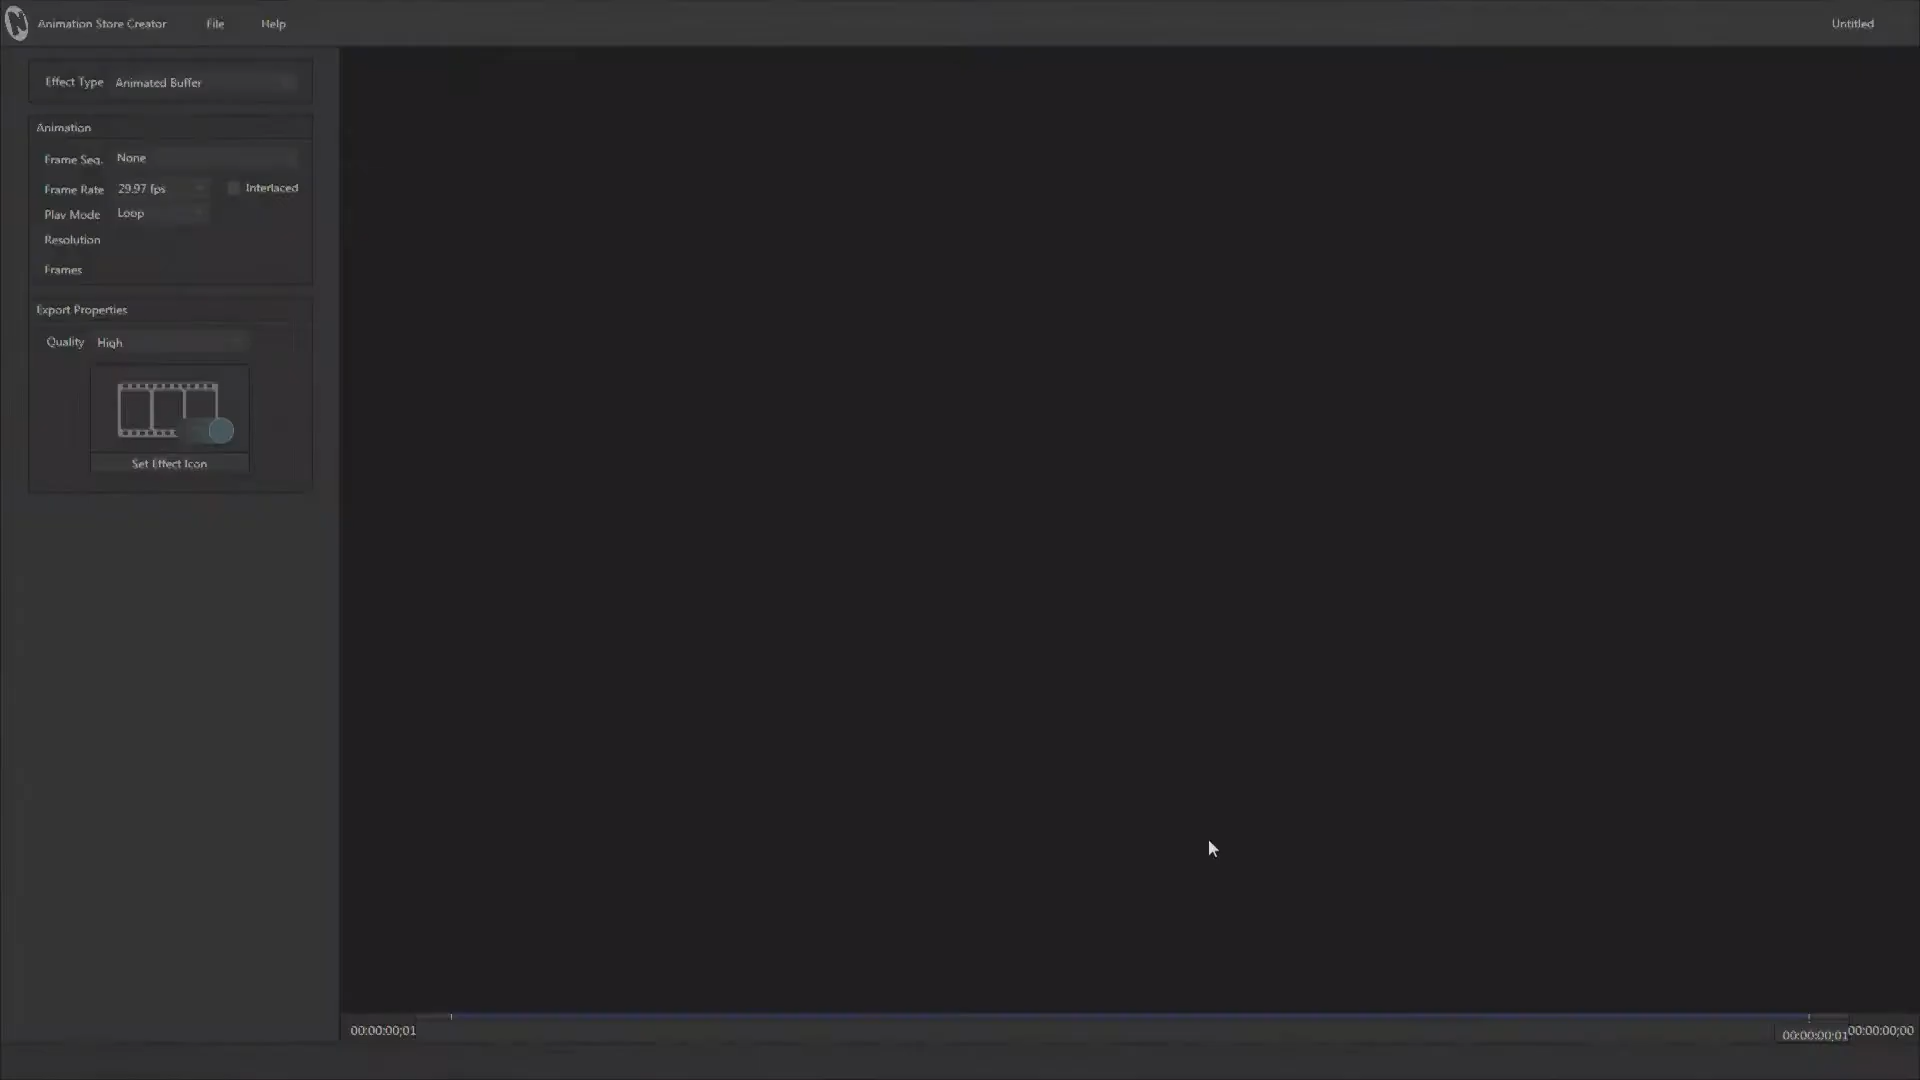 Animation Store Creator File Help Untitled
Effect Type Animated Buffer
Animation
Frame Seq. None
Frame Rate 29.97 fps Interlaced
Play Mode Loop
Resolution
Frames
Export Properties
Quality High
Set Effect Icon
00:00:00;01 00:00:00;01 00:00:00;00